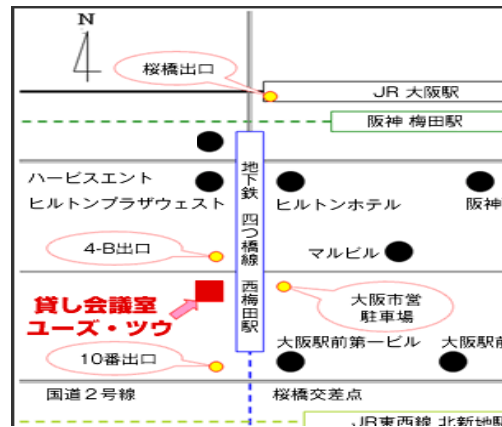 N
桜橋出口
JR 大阪駅
阪神 梅田駅
ハービスエント
ヒルトンプラザウェスト
地下鉄 四つ橋線 西梅田駅
ヒルトンホテル
阪神
4-B出口
マルビル
貸し会議室
ユーズ・ツウ
大阪市営
駐車場
10番出口
大阪駅前第一ビル
大阪駅前
国道2号線
桜橋交差点
JR東西線 北新地駅